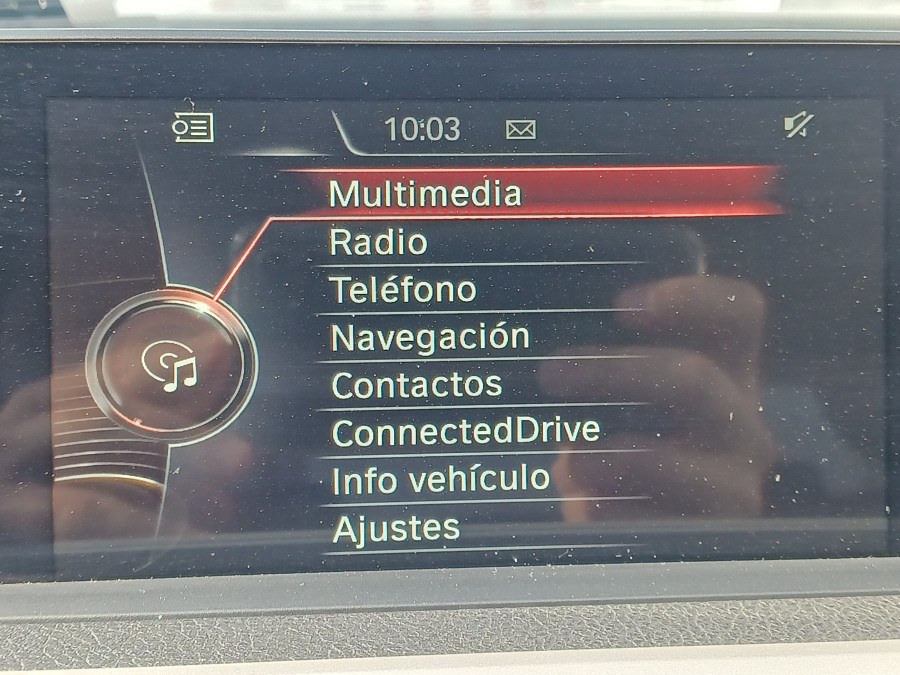 10:03
Multimedia
Radio
Teléfono
Navegación
Contactos
ConnectedDrive
Info vehículo
Ajustes